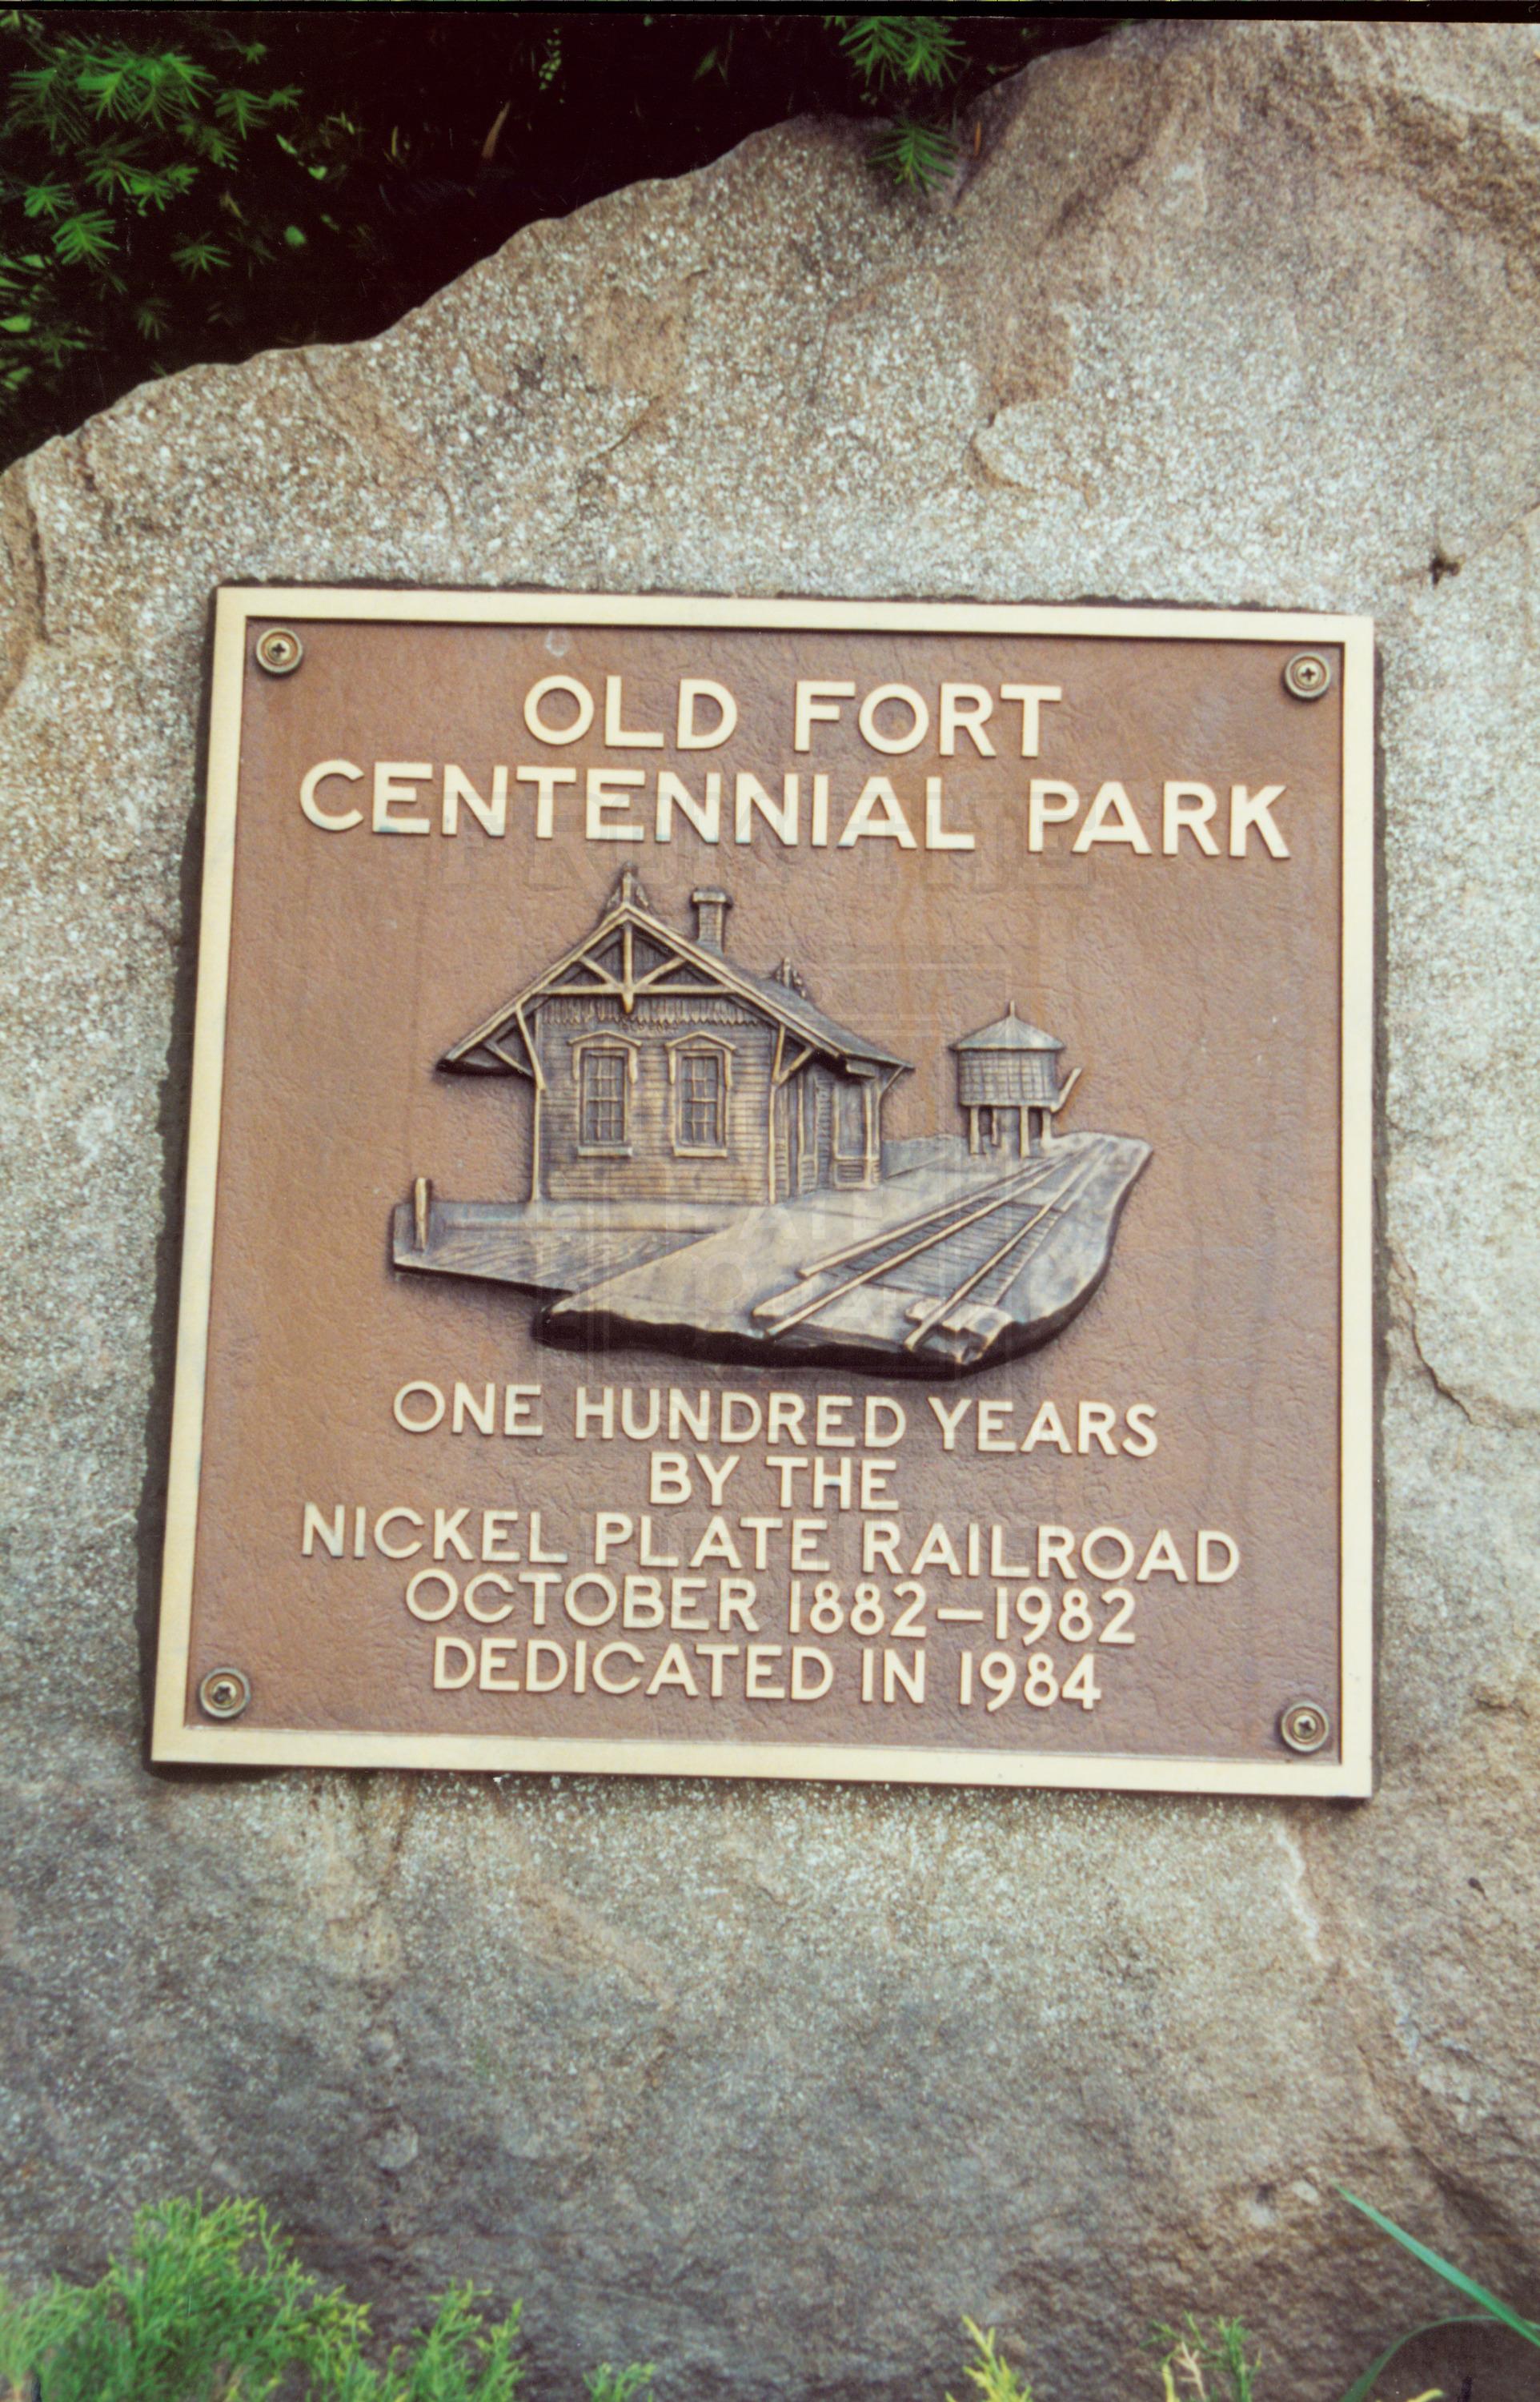 OLD FORT
CENTENNIAL PARK
ONE HUNDRED YEARS
BY THE
NICKEL PLATE RAILROAD
OCTOBER 1882–1982
DEDICATED IN 1984